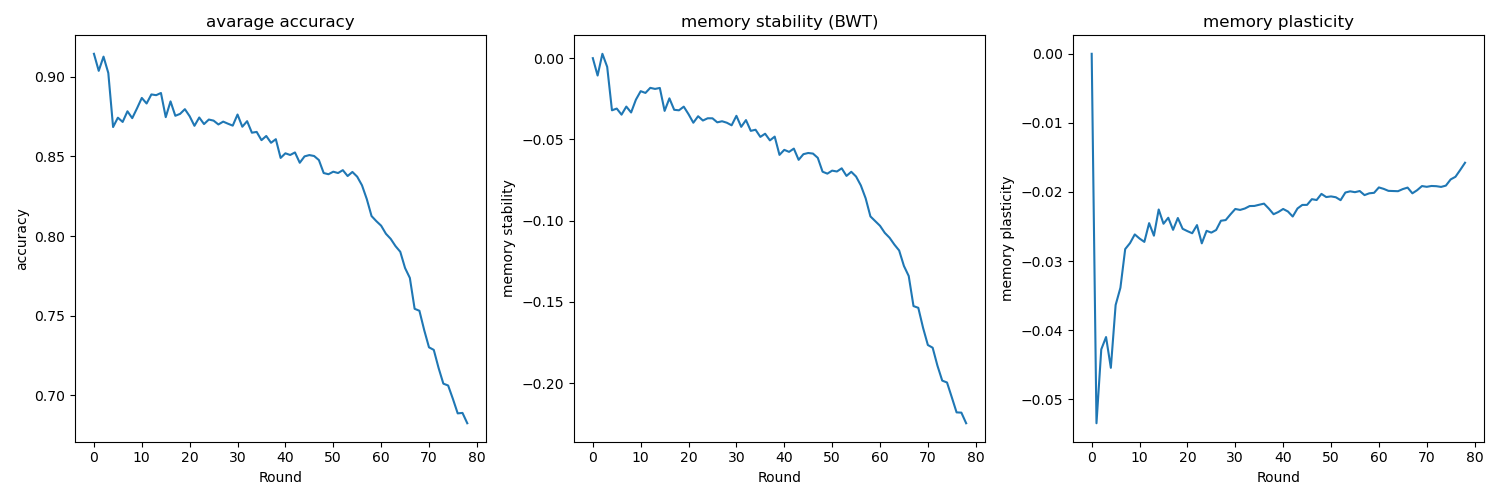 avarage accuracy
accuracy
0.90
0.85
0.80
0.75
0.70
0 10 20 30 40 50 60 70 80
Round
memory stability (BWT)
memory stability
0.00
−0.05
−0.10
−0.15
−0.20
0 10 20 30 40 50 60 70 80
Round
memory plasticity
memory plasticity
0.00
−0.01
−0.02
−0.03
−0.04
−0.05
0 10 20 30 40 50 60 70 80
Round